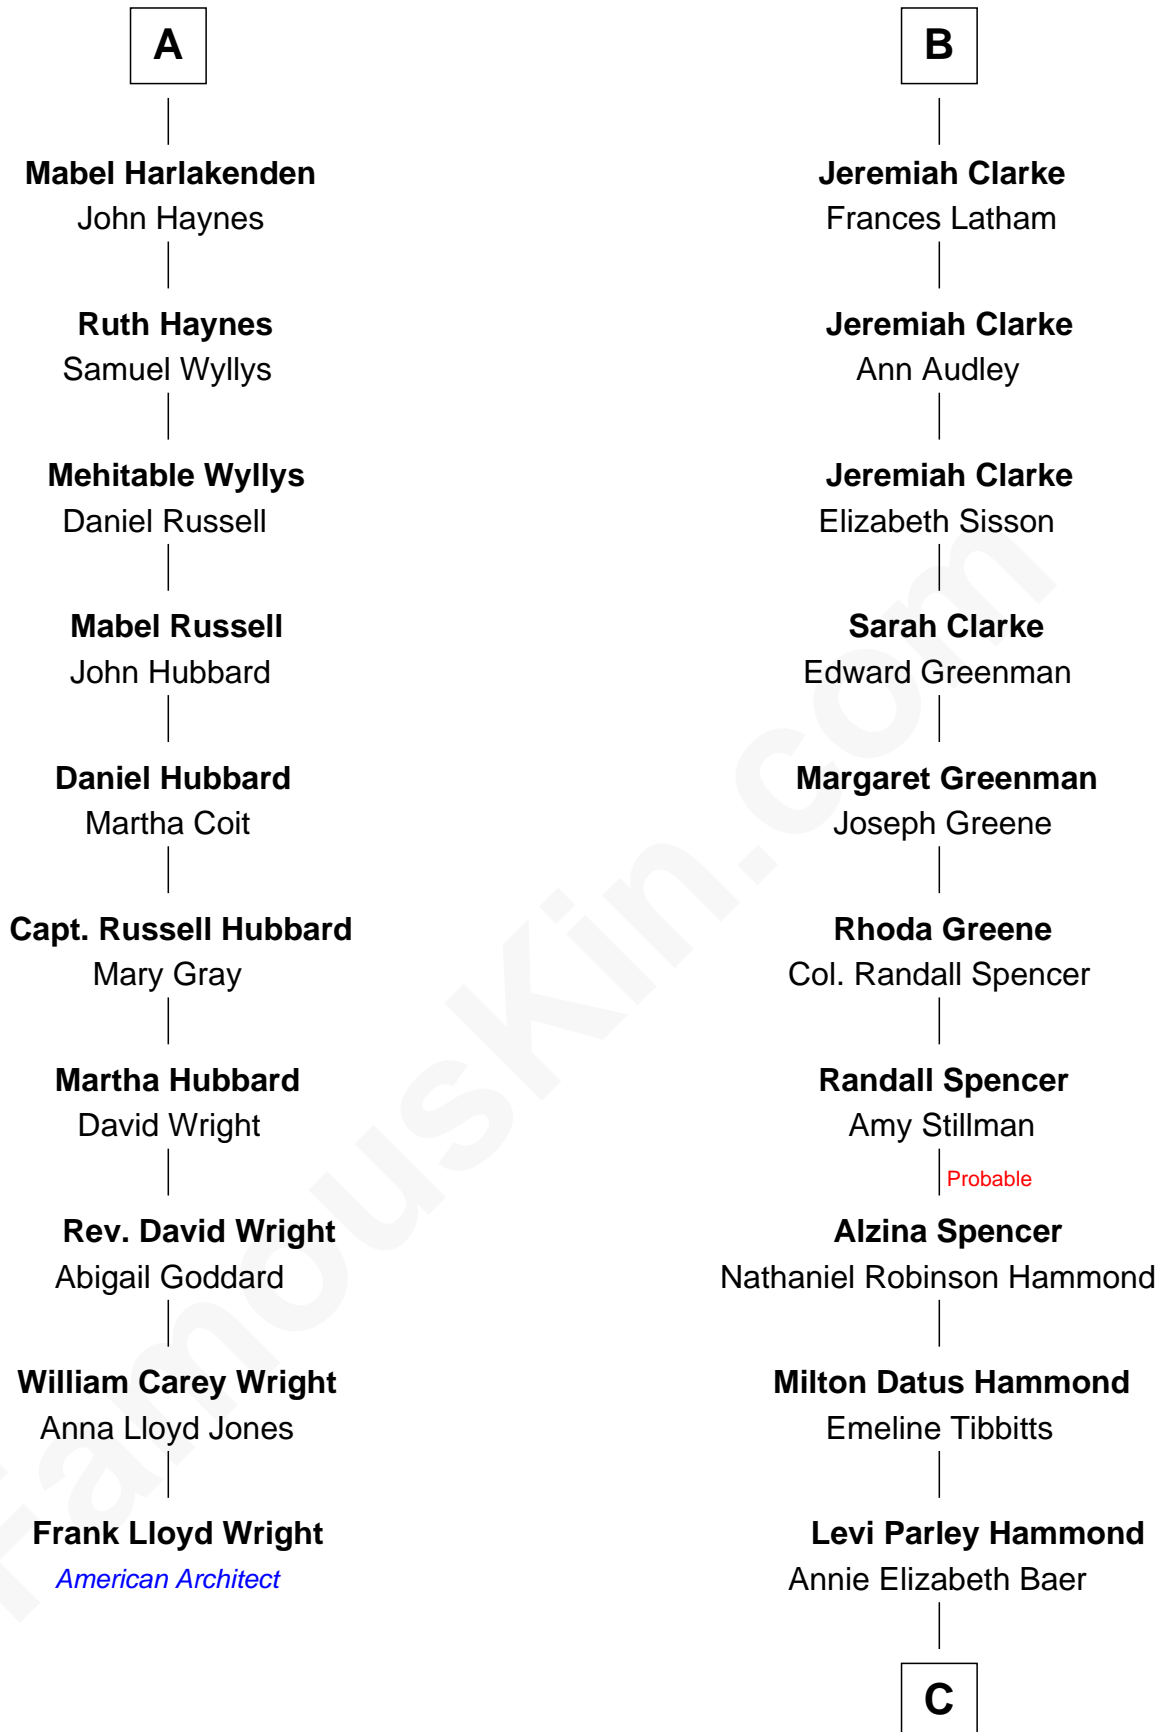 A
Mabel Harlakenden
John Haynes
Ruth Haynes
Samuel Wyllys
Mehitable Wyllys
Daniel Russell
Mabel Russell
John Hubbard
Daniel Hubbard
Martha Coit
Capt. Russell Hubbard
Mary Gray
Martha Hubbard
David Wright
Rev. David Wright
Abigail Goddard
William Carey Wright
Anna Lloyd Jones
Frank Lloyd Wright
American Architect
B
Jeremiah Clarke
Frances Latham
Jeremiah Clarke
Ann Audley
Jeremiah Clarke
Elizabeth Sisson
Sarah Clarke
Edward Greenman
Margaret Greenman
Joseph Greene
Rhoda Greene
Col. Randall Spencer
Randall Spencer
Amy Stillman
Probable
Alzina Spencer
Nathaniel Robinson Hammond
Milton Datus Hammond
Emeline Tibbitts
Levi Parley Hammond
Annie Elizabeth Baer
C
FamousKin.com